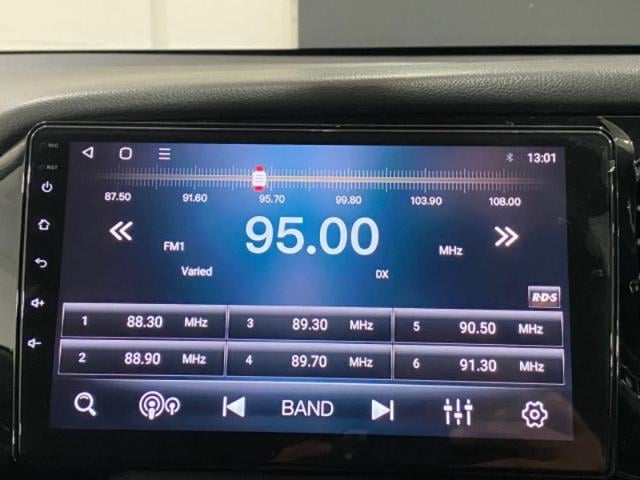 MIC
13:01
RST
87.50 91.60 95.70 99.80 103.90 108.00
95.00 MHz
FM1
Varied DX
R·D·S
1 88.30 MHz 3 89.30 MHz 5 90.50 MHz
2 88.90 MHz 4 89.70 MHz 6 91.30 MHz
BAND